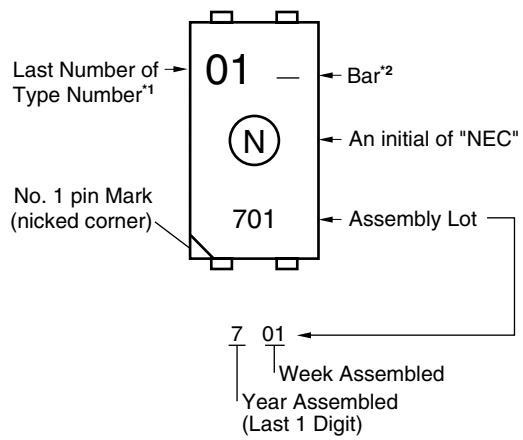 Last Number of
Type Number*1
01 —
Bar*2
N
An initial of "NEC"
No. 1 pin Mark
(nicked corner)
701
Assembly Lot
7 01
Week Assembled
Year Assembled
(Last 1 Digit)